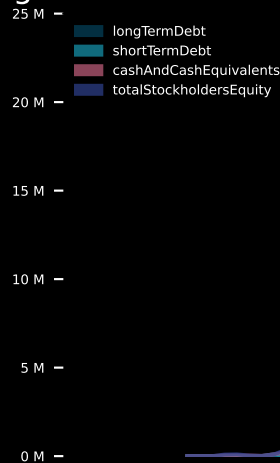 25 M
longTermDebt
shortTermDebt
cashAndCashEquivalents
totalStockholdersEquity
20 M
15 M
10 M
5 M
0 M